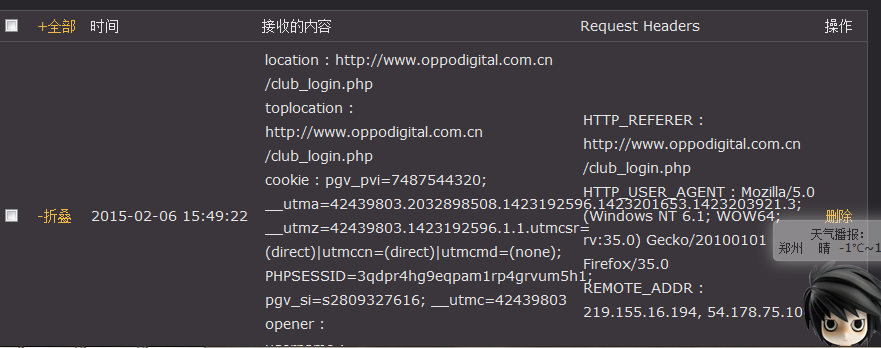 +全部 时间 接收的内容 Request Headers 操作
-折叠 2015-02-06 15:49:22
location : http://www.oppodigital.com.cn
/club_login.php
toplocation :
http://www.oppodigital.com.cn
/club_login.php
cookie : pgv_pvi=7487544320;
__utma=42439803.2032898508.1423192596.1423201653.1423203921.3;
__utmz=42439803.1423192596.1.1.utmcsr=
(direct)|utmccn=(direct)|utmcmd=(none);
PHPSESSID=3qdpr4hg9eqpam1rp4grvum5h1;
pgv_si=s2809327616; __utmc=42439803
opener :
HTTP_REFERER :
http://www.oppodigital.com.cn
/club_login.php
HTTP_USER_AGENT : Mozilla/5.0
(Windows NT 6.1; WOW64;
rv:35.0) Gecko/20100101
Firefox/35.0
REMOTE_ADDR :
219.155.16.194, 54.178.75.10
删除
天气播报:
郑州 晴 -1℃~1